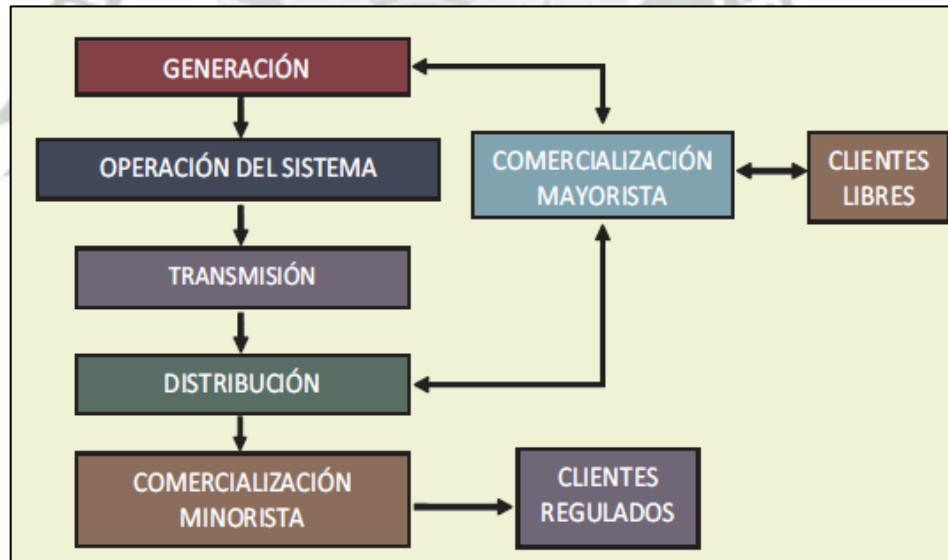 GENERACIÓN
OPERACIÓN DEL SISTEMA
TRANSMISIÓN
DISTRIBUCIÓN
COMERCIALIZACIÓN
MINORISTA
COMERCIALIZACIÓN
MAYORISTA
CLIENTES
LIBRES
CLIENTES
REGULADOS